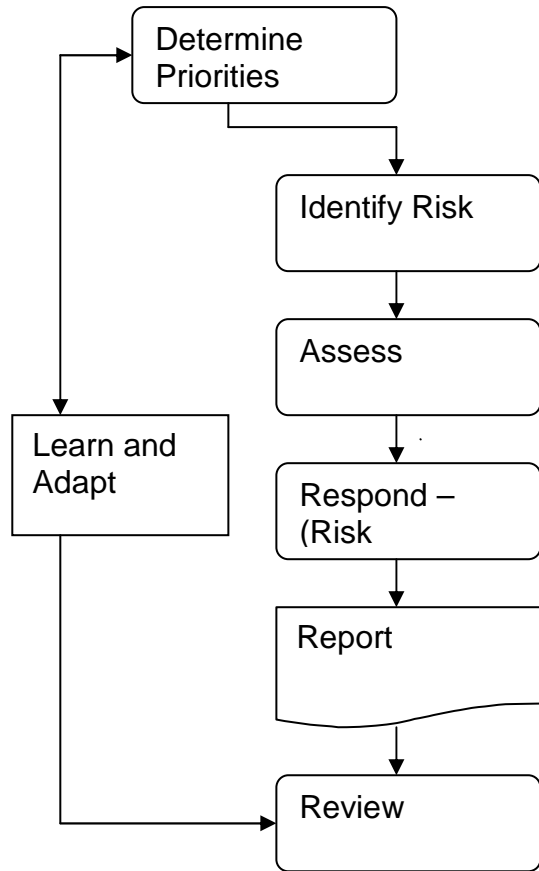 Determine
Priorities
Identify Risk
Assess
Learn and
Adapt
Respond –
(Risk
Report
Review